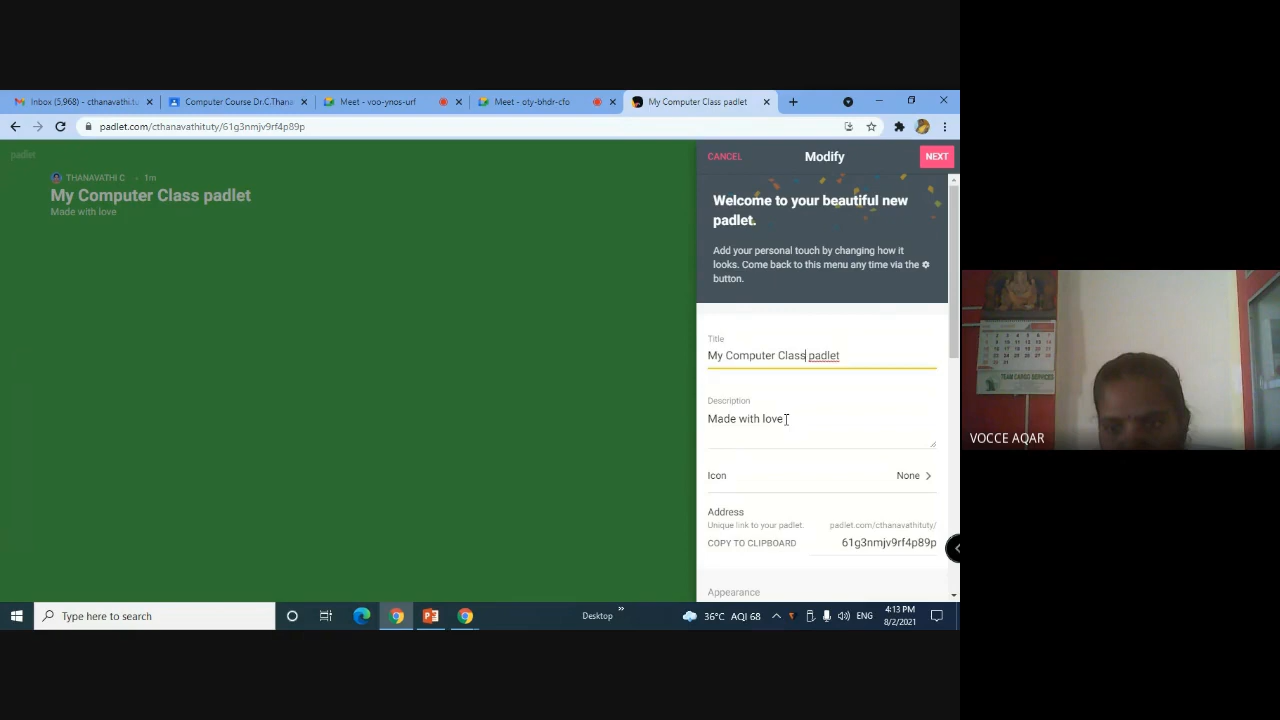 Inbox (5,968) - cthanavathi.tu
Computer Course Dr.C.Thana
Meet - voo-ynos-urf
Meet - oty-bhdr-cfo
My Computer Class padlet
padlet.com/cthanavathituty/61g3nmjv9rf4p89p
padlet
THANAVATHI C
1m
My Computer Class padlet
Made with love
CANCEL
Modify
NEXT
Welcome to your beautiful new
padlet.
Add your personal touch by changing how it
looks. Come back to this menu any time via the
button.
Title
My Computer Class padlet
Description
Made with love
Icon
None
Address
Unique link to your padlet.
padlet.com/cthanavathituty/
COPY TO CLIPBOARD
61g3nmjv9rf4p89p
Appearance
TEAM CARGO SERVICES
VOCCE AQAR
Type here to search
Desktop
36°C AQI 68
ENG
4:13 PM
8/2/2021